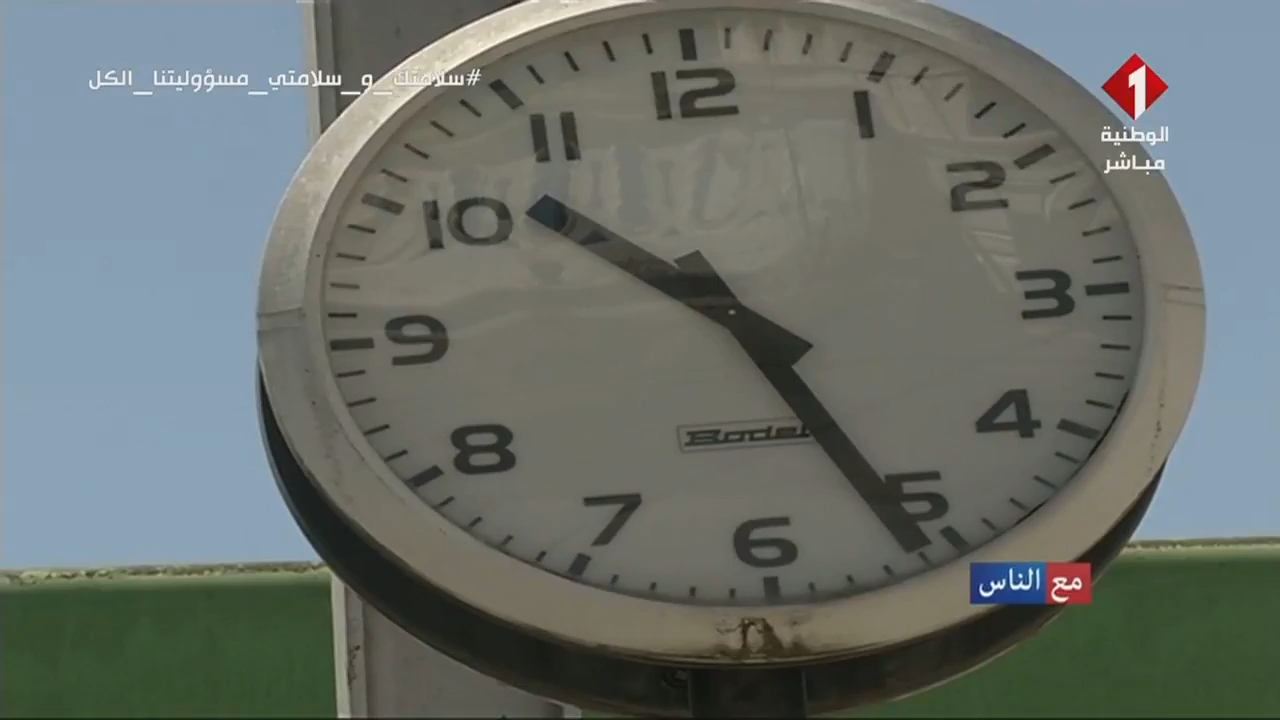 #سلامتك_و_سلامتي_مسؤوليتنا_الكل
1
الوطنية
مباشر
12
11
1
10
2
9
3
8
4
7
5
6
Bodet
مع الناس